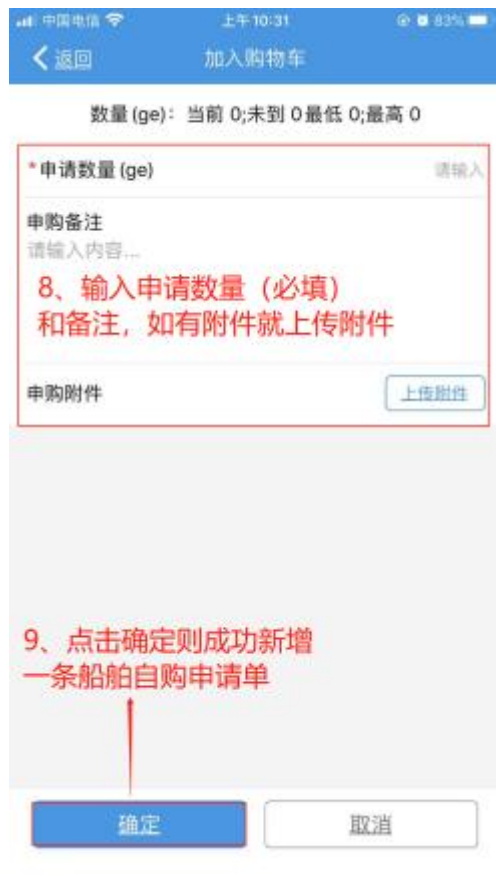 中国电信 上午10:31 83%
返回 加入购物车
数量(ge): 当前 0;未到 0最低 0;最高 0
*申请数量(ge) 请输入
申购备注
请输入内容...
8、输入申请数量（必填）
和备注，如有附件就上传附件
申购附件 上传附件
9、点击确定则成功新增
一条船舶自购申请单
确定 取消